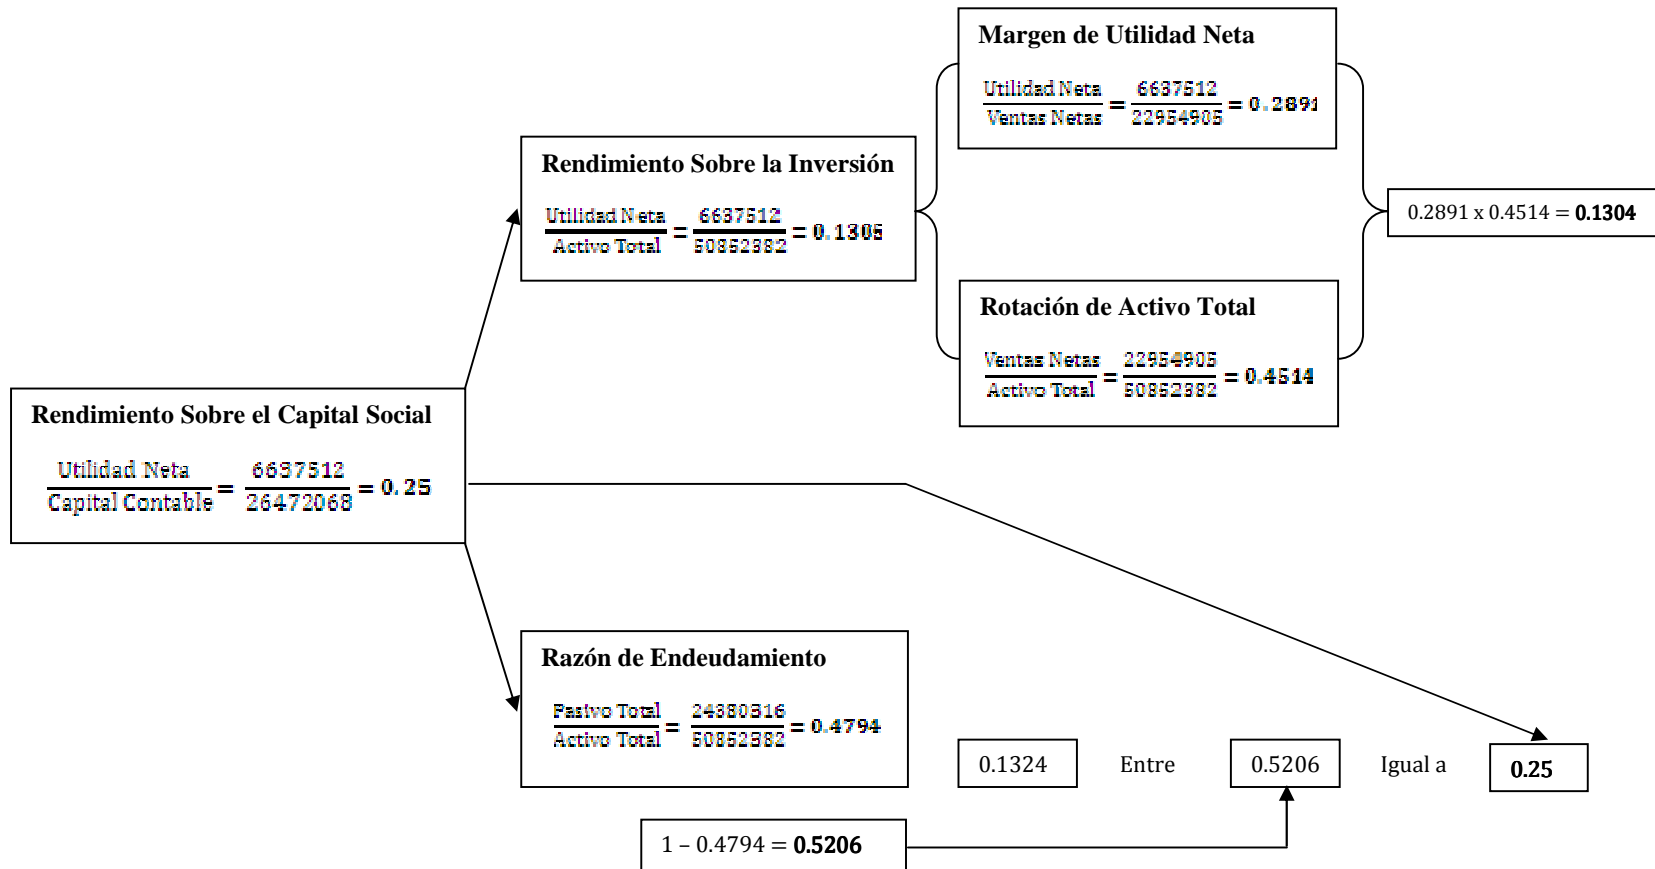 Margen de Utilidad Neta
Utilidad Neta / Ventas Netas = 6637512 / 22954905 = 0.2891
Rendimiento Sobre la Inversión
Utilidad Neta / Activo Total = 6637512 / 50852382 = 0.1305
0.2891 x 0.4514 = 0.1304
Rotación de Activo Total
Ventas Netas / Activo Total = 22954905 / 50852382 = 0.4514
Rendimiento Sobre el Capital Social
Utilidad Neta / Capital Contable = 6637512 / 26472068 = 0.25
Razón de Endeudamiento
Pasivo Total / Activo Total = 24380316 / 50852382 = 0.4794
0.1324 Entre 0.5206 Igual a 0.25
1 – 0.4794 = 0.5206